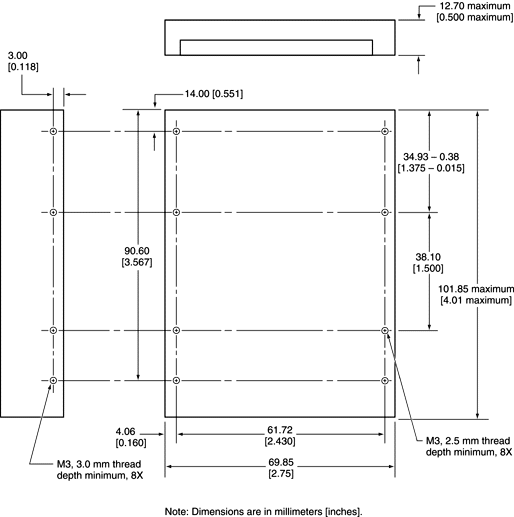 12.70 maximum
[0.500 maximum]
3.00
[0.118]
14.00 [0.551]
34.93 – 0.38
[1.375 – 0.015]
90.60
[3.567]
38.10
[1.500]
101.85 maximum
[4.01 maximum]
4.06
[0.160]
61.72
[2.430]
M3, 2.5 mm thread
depth minimum, 8X
M3, 3.0 mm thread
depth minimum, 8X
69.85
[2.75]
Note: Dimensions are in millimeters [inches].